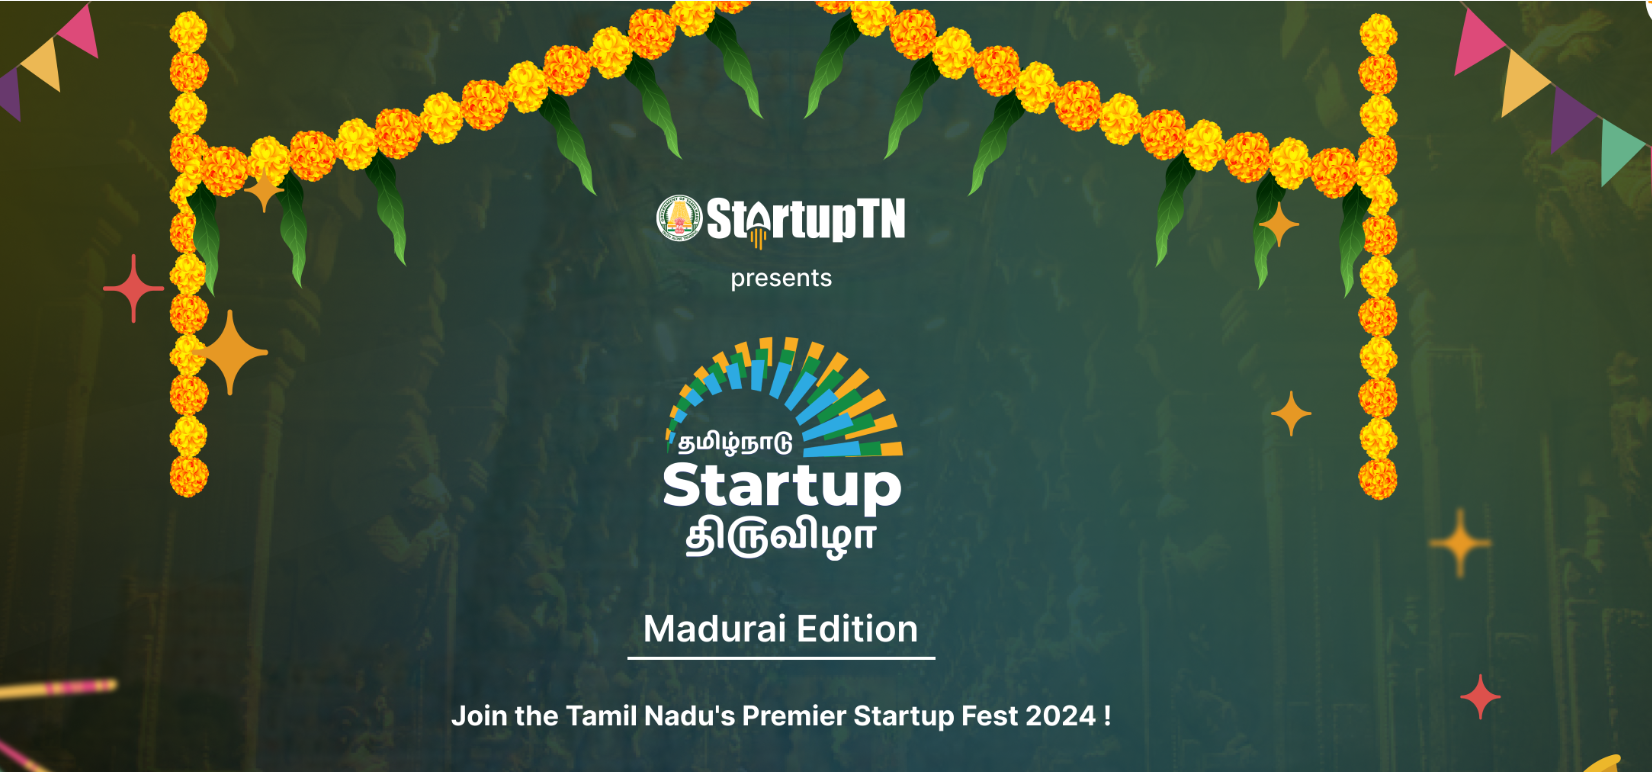 StartupTN
presents
தமிழ்நாடு
Startup
திருவிழா
Madurai Edition
Join the Tamil Nadu's Premier Startup Fest 2024 !